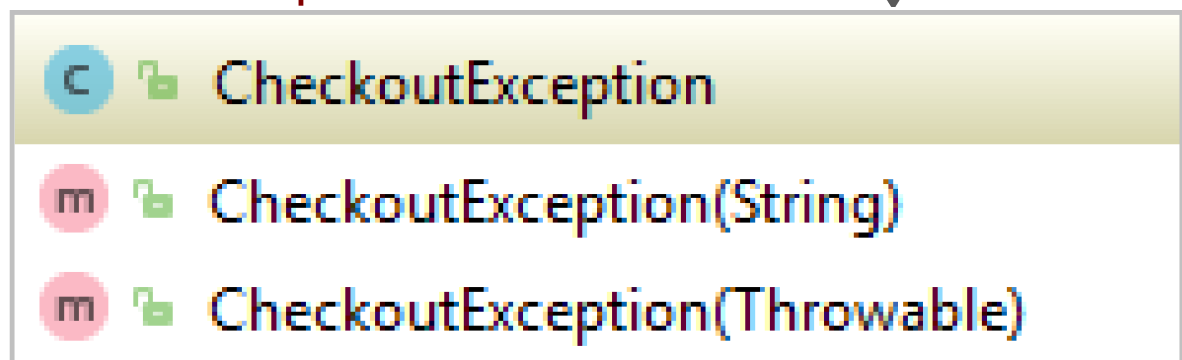 C CheckoutException
m CheckoutException(String)
m CheckoutException(Throwable)